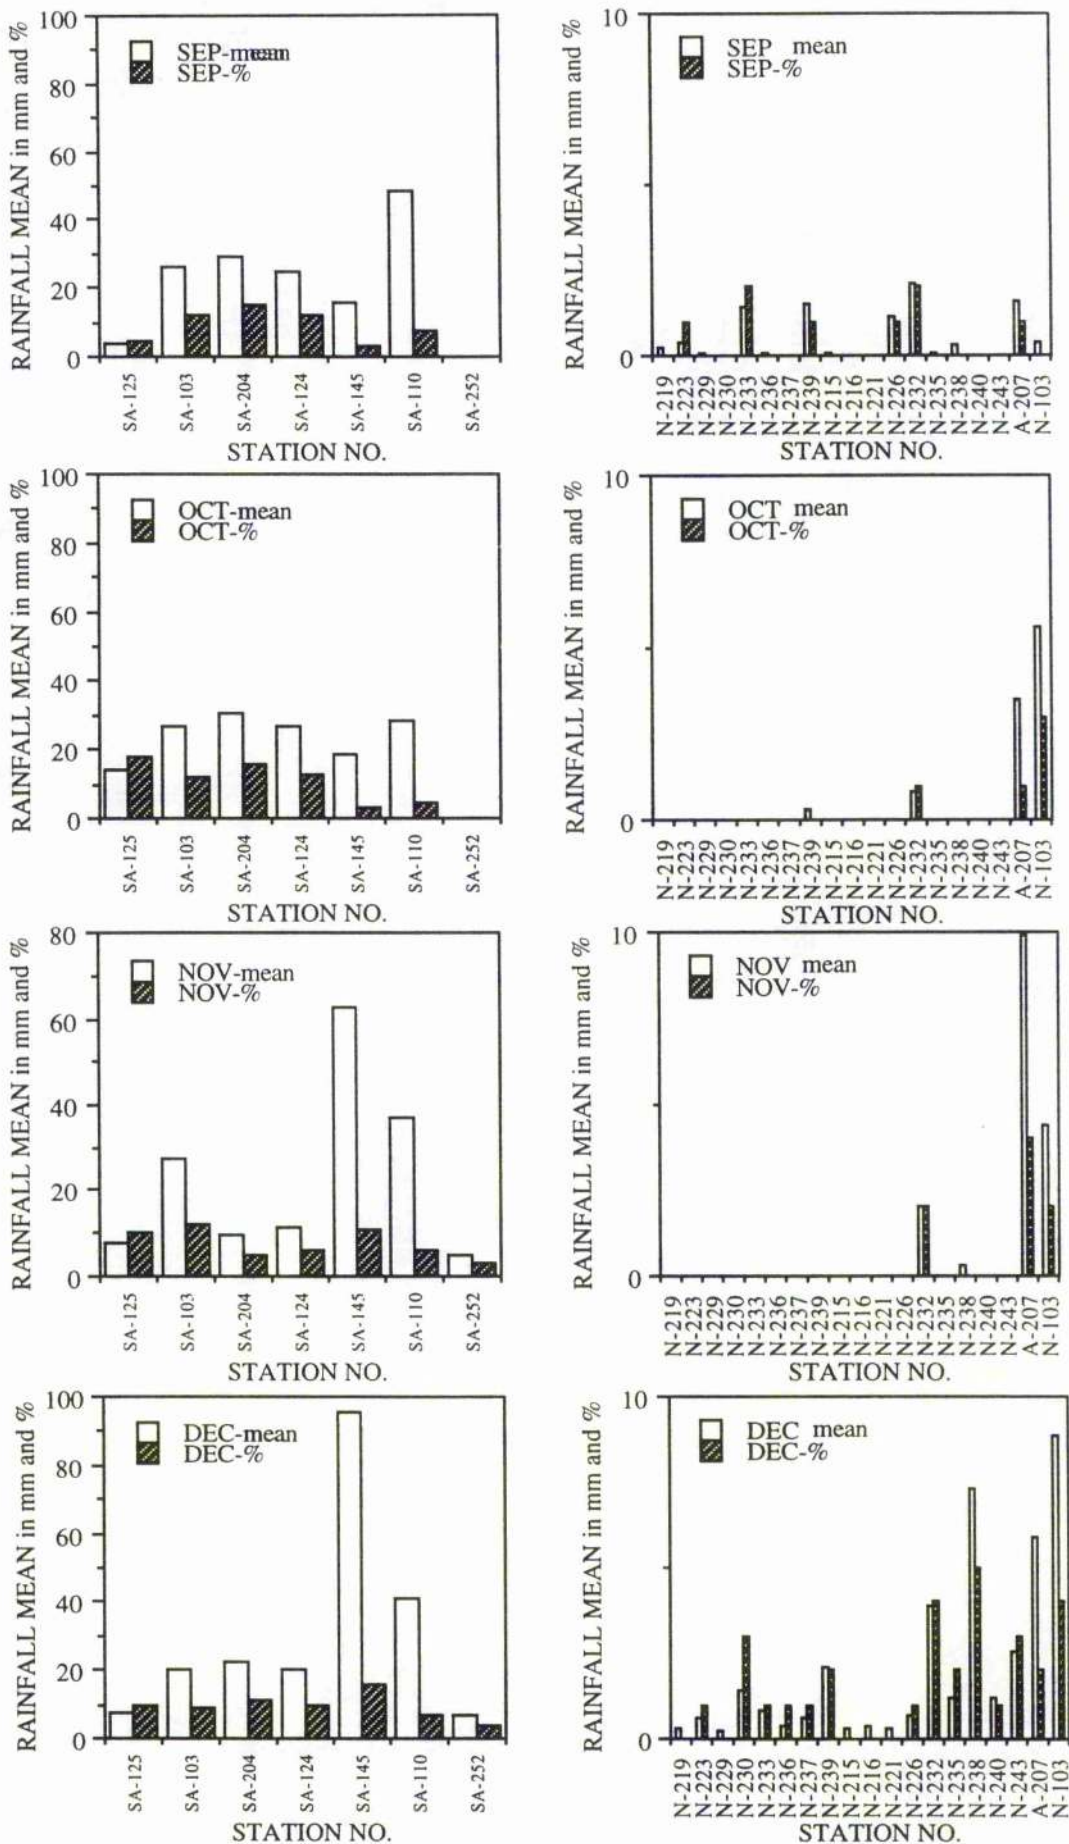 RAINFALL MEAN in mm and %
100
80
60
40
20
0
SEP-mean
SEP-%
SA-125
SA-103
SA-204
SA-124
SA-145
SA-110
SA-252
STATION NO.
RAINFALL MEAN in mm and %
10
0
SEP mean
SEP-%
N-219
N-223
N-229
N-230
N-233
N-236
N-237
N-239
N-215
N-216
N-221
N-226
N-232
N-235
N-238
N-240
N-243
A-207
N-103
STATION NO.
RAINFALL MEAN in mm and %
100
80
60
40
20
0
OCT-mean
OCT-%
SA-125
SA-103
SA-204
SA-124
SA-145
SA-110
SA-252
STATION NO.
RAINFALL MEAN in mm and %
10
0
OCT mean
OCT-%
N-219
N-223
N-229
N-230
N-233
N-236
N-237
N-239
N-215
N-216
N-221
N-226
N-232
N-235
N-238
N-240
N-243
A-207
N-103
STATION NO.
RAINFALL MEAN in mm and %
80
60
40
20
0
NOV-mean
NOV-%
SA-125
SA-103
SA-204
SA-124
SA-145
SA-110
SA-252
STATION NO.
RAINFALL MEAN in mm and %
10
0
NOV mean
NOV-%
N-219
N-223
N-229
N-230
N-233
N-236
N-237
N-239
N-215
N-216
N-221
N-226
N-232
N-235
N-238
N-240
N-243
A-207
N-103
STATION NO.
RAINFALL MEAN in mm and %
100
80
60
40
20
0
DEC-mean
DEC-%
SA-125
SA-103
SA-204
SA-124
SA-145
SA-110
SA-252
STATION NO.
RAINFALL MEAN in mm and %
10
0
DEC mean
DEC-%
N-219
N-223
N-229
N-230
N-233
N-236
N-237
N-239
N-215
N-216
N-221
N-226
N-232
N-235
N-238
N-240
N-243
A-207
N-103
STATION NO.